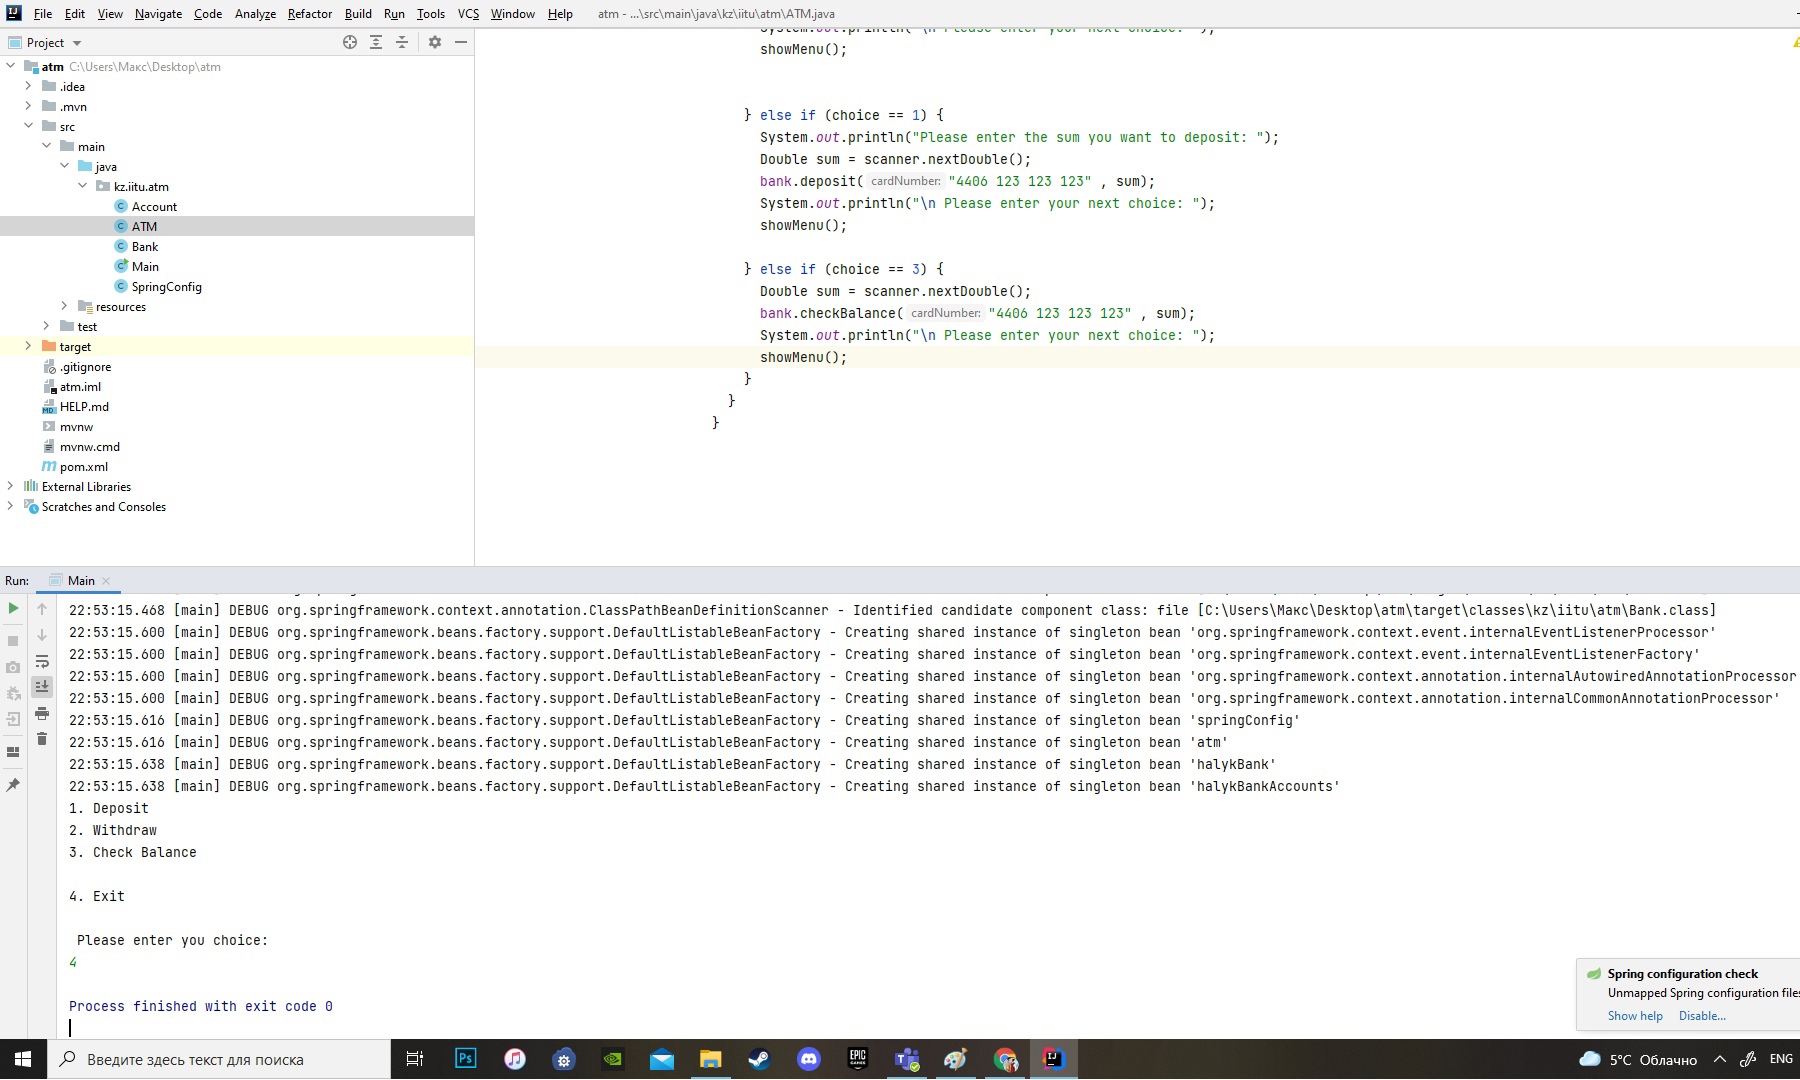 File Edit View Navigate Code Analyze Refactor Build Run Tools VCS Window Help atm - ...\src\main\java\kz\iitu\atm\ATM.java
Project
atm C:\Users\Макс\Desktop\atm
.idea
.mvn
src
main
java
kz.iitu.atm
Account
ATM
Bank
Main
SpringConfig
resources
test
target
.gitignore
atm.iml
HELP.md
mvnw
mvnw.cmd
pom.xml
External Libraries
Scratches and Consoles
System.out.println("\n Please enter your next choice: ");
showMenu();
} else if (choice == 1) {
System.out.println("Please enter the sum you want to deposit: ");
Double sum = scanner.nextDouble();
bank.deposit( cardNumber: "4406 123 123 123" , sum);
System.out.println("\n Please enter your next choice: ");
showMenu();
} else if (choice == 3) {
Double sum = scanner.nextDouble();
bank.checkBalance( cardNumber: "4406 123 123 123" , sum);
System.out.println("\n Please enter your next choice: ");
showMenu();
}
}
}
Run: Main
22:53:15.468 [main] DEBUG org.springframework.context.annotation.ClassPathBeanDefinitionScanner - Identified candidate component class: file [C:\Users\Макс\Desktop\atm\target\classes\kz\iitu\atm\Bank.class]
22:53:15.600 [main] DEBUG org.springframework.beans.factory.support.DefaultListableBeanFactory - Creating shared instance of singleton bean 'org.springframework.context.event.internalEventListenerProcessor'
22:53:15.600 [main] DEBUG org.springframework.beans.factory.support.DefaultListableBeanFactory - Creating shared instance of singleton bean 'org.springframework.context.event.internalEventListenerFactory'
22:53:15.600 [main] DEBUG org.springframework.beans.factory.support.DefaultListableBeanFactory - Creating shared instance of singleton bean 'org.springframework.context.annotation.internalAutowiredAnnotationProcessor
22:53:15.600 [main] DEBUG org.springframework.beans.factory.support.DefaultListableBeanFactory - Creating shared instance of singleton bean 'org.springframework.context.annotation.internalCommonAnnotationProcessor'
22:53:15.616 [main] DEBUG org.springframework.beans.factory.support.DefaultListableBeanFactory - Creating shared instance of singleton bean 'springConfig'
22:53:15.616 [main] DEBUG org.springframework.beans.factory.support.DefaultListableBeanFactory - Creating shared instance of singleton bean 'atm'
22:53:15.638 [main] DEBUG org.springframework.beans.factory.support.DefaultListableBeanFactory - Creating shared instance of singleton bean 'halykBank'
22:53:15.638 [main] DEBUG org.springframework.beans.factory.support.DefaultListableBeanFactory - Creating shared instance of singleton bean 'halykBankAccounts'
1. Deposit
2. Withdraw
3. Check Balance
4. Exit
Please enter you choice:
4
Process finished with exit code 0
Spring configuration check
Unmapped Spring configuration files
Show help Disable...
Введите здесь текст для поиска
5°C Облачно
ENG